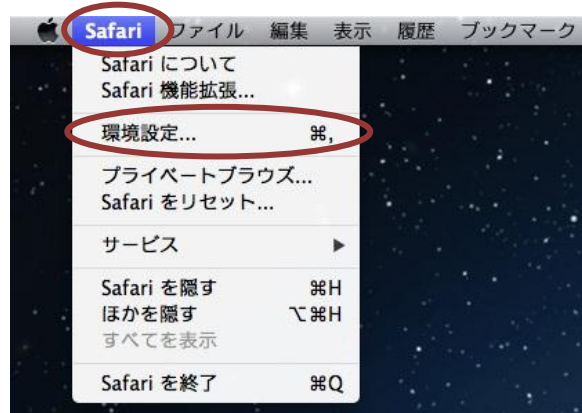 Safari ファイル 編集 表示 履歴 ブックマーク
Safari について
Safari 機能拡張...
環境設定... ⌘,
プライベートブラウズ...
Safari をリセット...
サービス ▶
Safari を隠す ⌘H
ほかを隠す ⌥⌘H
すべてを表示
Safari を終了 ⌘Q